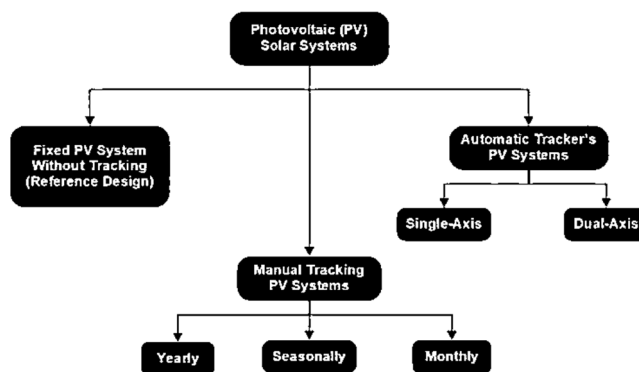 Photovoltaic (PV)
Solar Systems
Fixed PV System
Without Tracking
(Reference Design)
Automatic Tracker's
PV Systems
Single-Axis
Dual-Axis
Manual Tracking
PV Systems
Yearly
Seasonally
Monthly